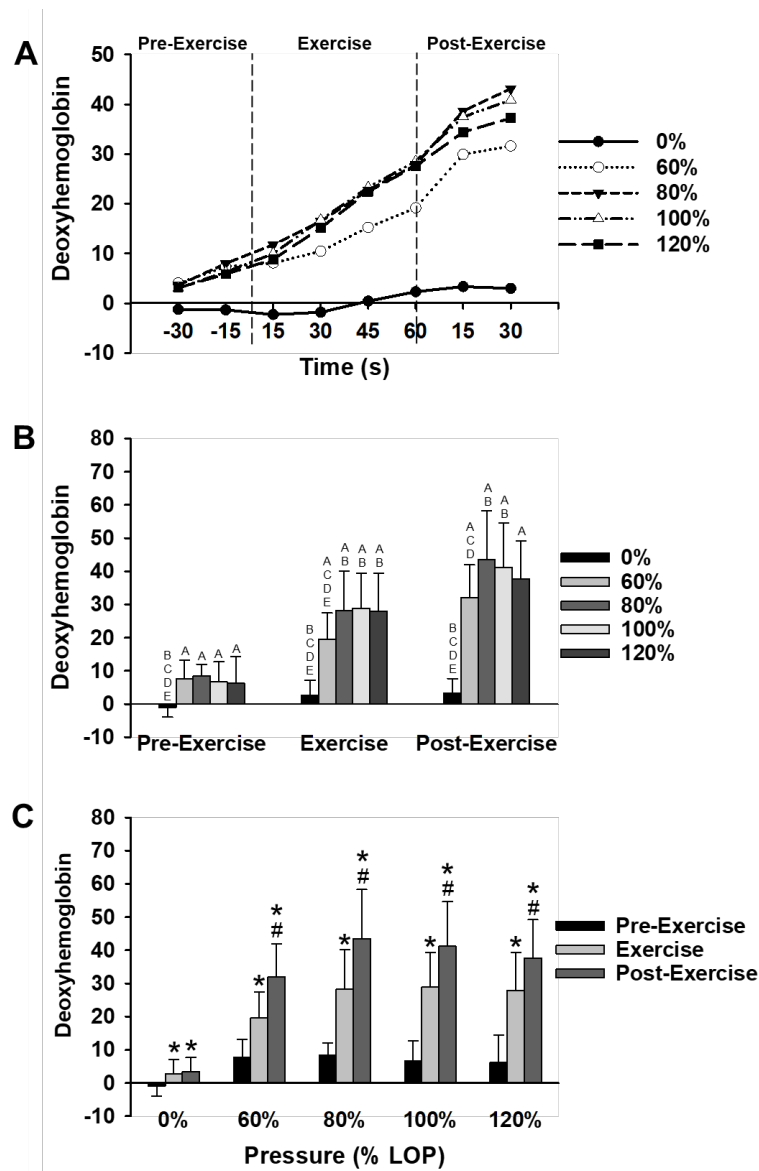 A
Pre-Exercise Exercise Post-Exercise
50
40
30
20
10
0
-10
Deoxyhemoglobin
-30 -15 15 30 45 60 15 30
Time (s)
0%
60%
80%
100%
120%
B
80
70
60
50
40
30
20
10
0
-10
Deoxyhemoglobin
B
C
D
E
A
A
A
A
B
C
D
E
A
C
D
E
A
B
A
B
A
B
B
C
D
E
A
C
D
A
B
A
B
A
Pre-Exercise Exercise Post-Exercise
0%
60%
80%
100%
120%
C
80
70
60
50
40
30
20
10
0
-10
Deoxyhemoglobin
* *
* * #
* * #
* * #
* * #
0% 60% 80% 100% 120%
Pressure (% LOP)
Pre-Exercise
Exercise
Post-Exercise